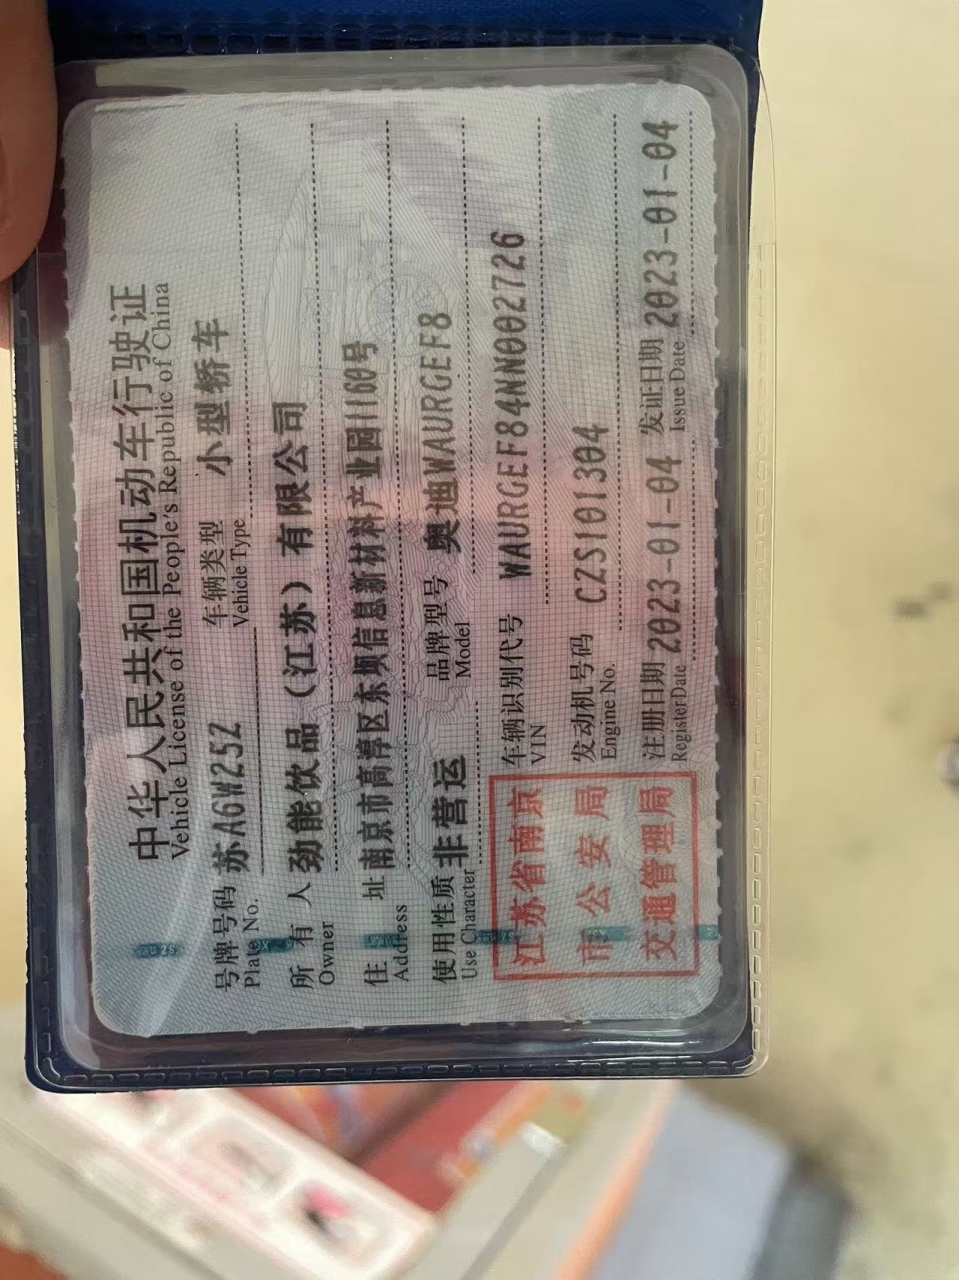 中华人民共和国机动车行驶证
Vehicle License of the People's Republic of China
号牌号码 苏A6W25Z 车辆类型 小型轿车
Plate No. Vehicle Type
所有人 劲能饮品（江苏）有限公司
Owner
住址 南京市高淳区东坝信息新材料产业园1160号
Address
使用性质 非营运 品牌型号 奥迪WAURGEF8
Use Character Model
江苏省南京
市公安局
交通管理局
车辆识别代号 WAURGEF84NN002726
VIN
发动机号码 CZS101304
Engine No.
注册日期 2023-01-04 发证日期 2023-01-04
Register Date Issue Date